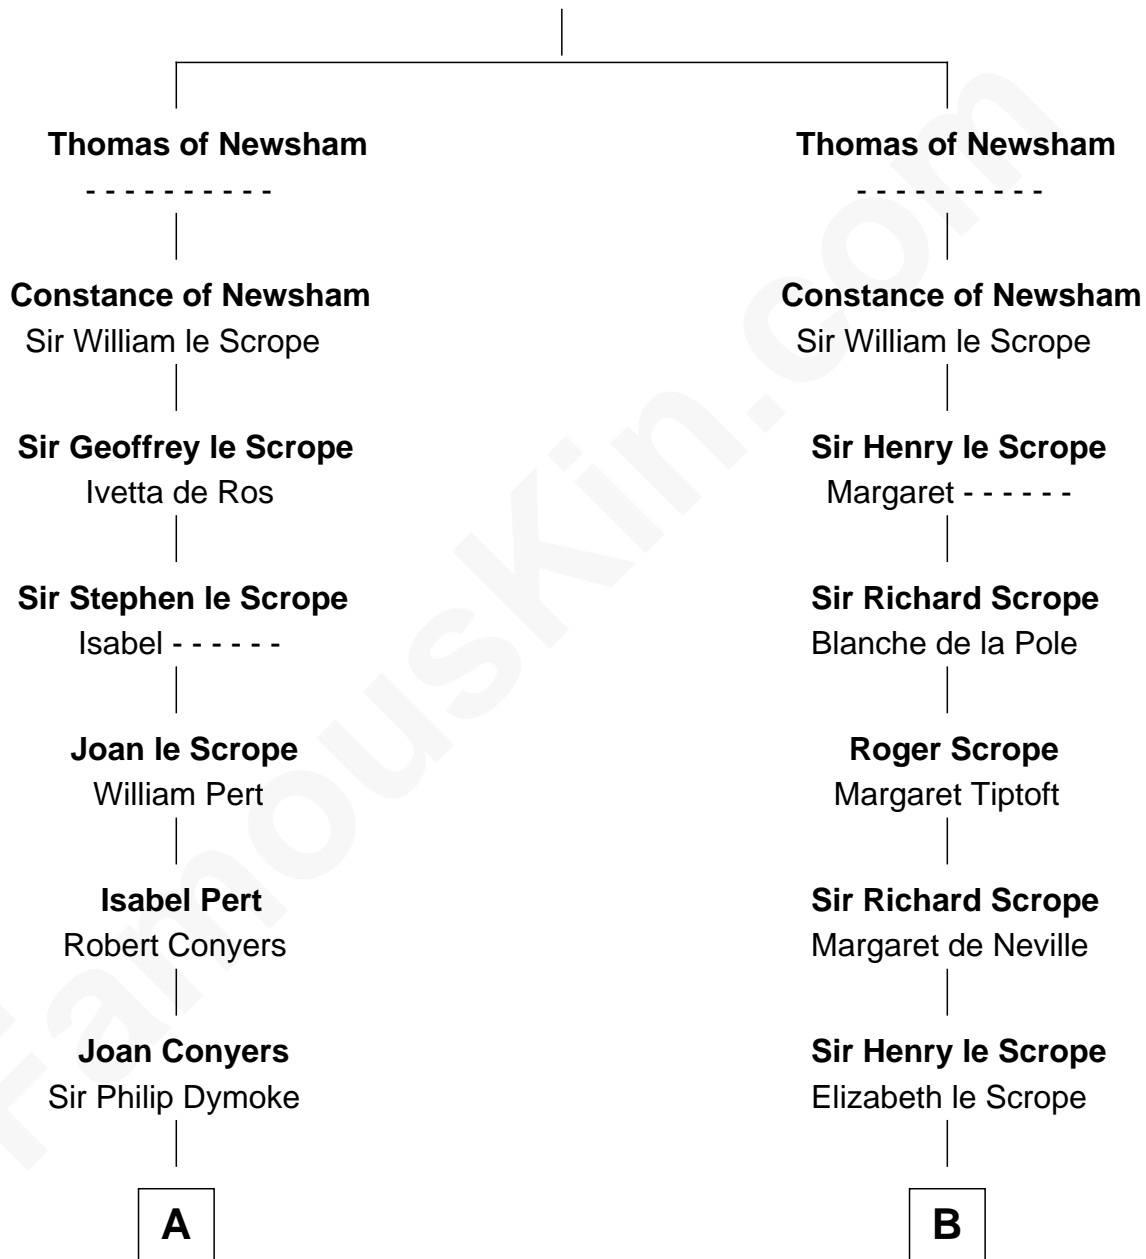 Thomas of Newsham
- - - - - - - - - -
Constance of Newsham
Sir William le Scrope
Sir Geoffrey le Scrope
Ivetta de Ros
Sir Stephen le Scrope
Isabel - - - - - -
Joan le Scrope
William Pert
Isabel Pert
Robert Conyers
Joan Conyers
Sir Philip Dymoke
A
Thomas of Newsham
- - - - - - - - - -
Constance of Newsham
Sir William le Scrope
Sir Henry le Scrope
Margaret - - - - - -
Sir Richard Scrope
Blanche de la Pole
Roger Scrope
Margaret Tiptoft
Sir Richard Scrope
Margaret de Neville
Sir Henry le Scrope
Elizabeth le Scrope
B
FamousKin.com